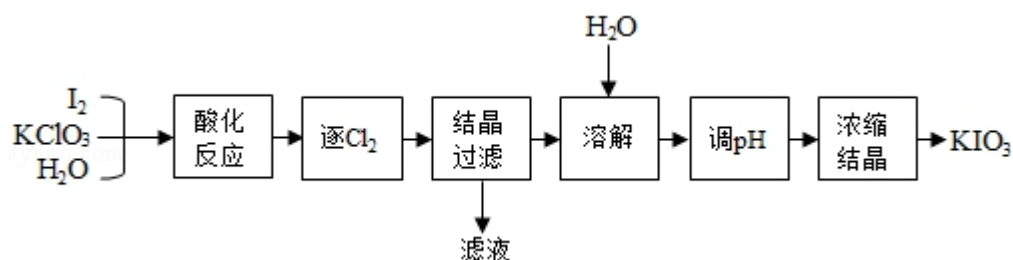 H₂O
I₂
KClO₃
H₂O
酸化
反应
逐Cl₂
结晶
过滤
溶解
调pH
浓缩
结晶
KIO₃
滤液